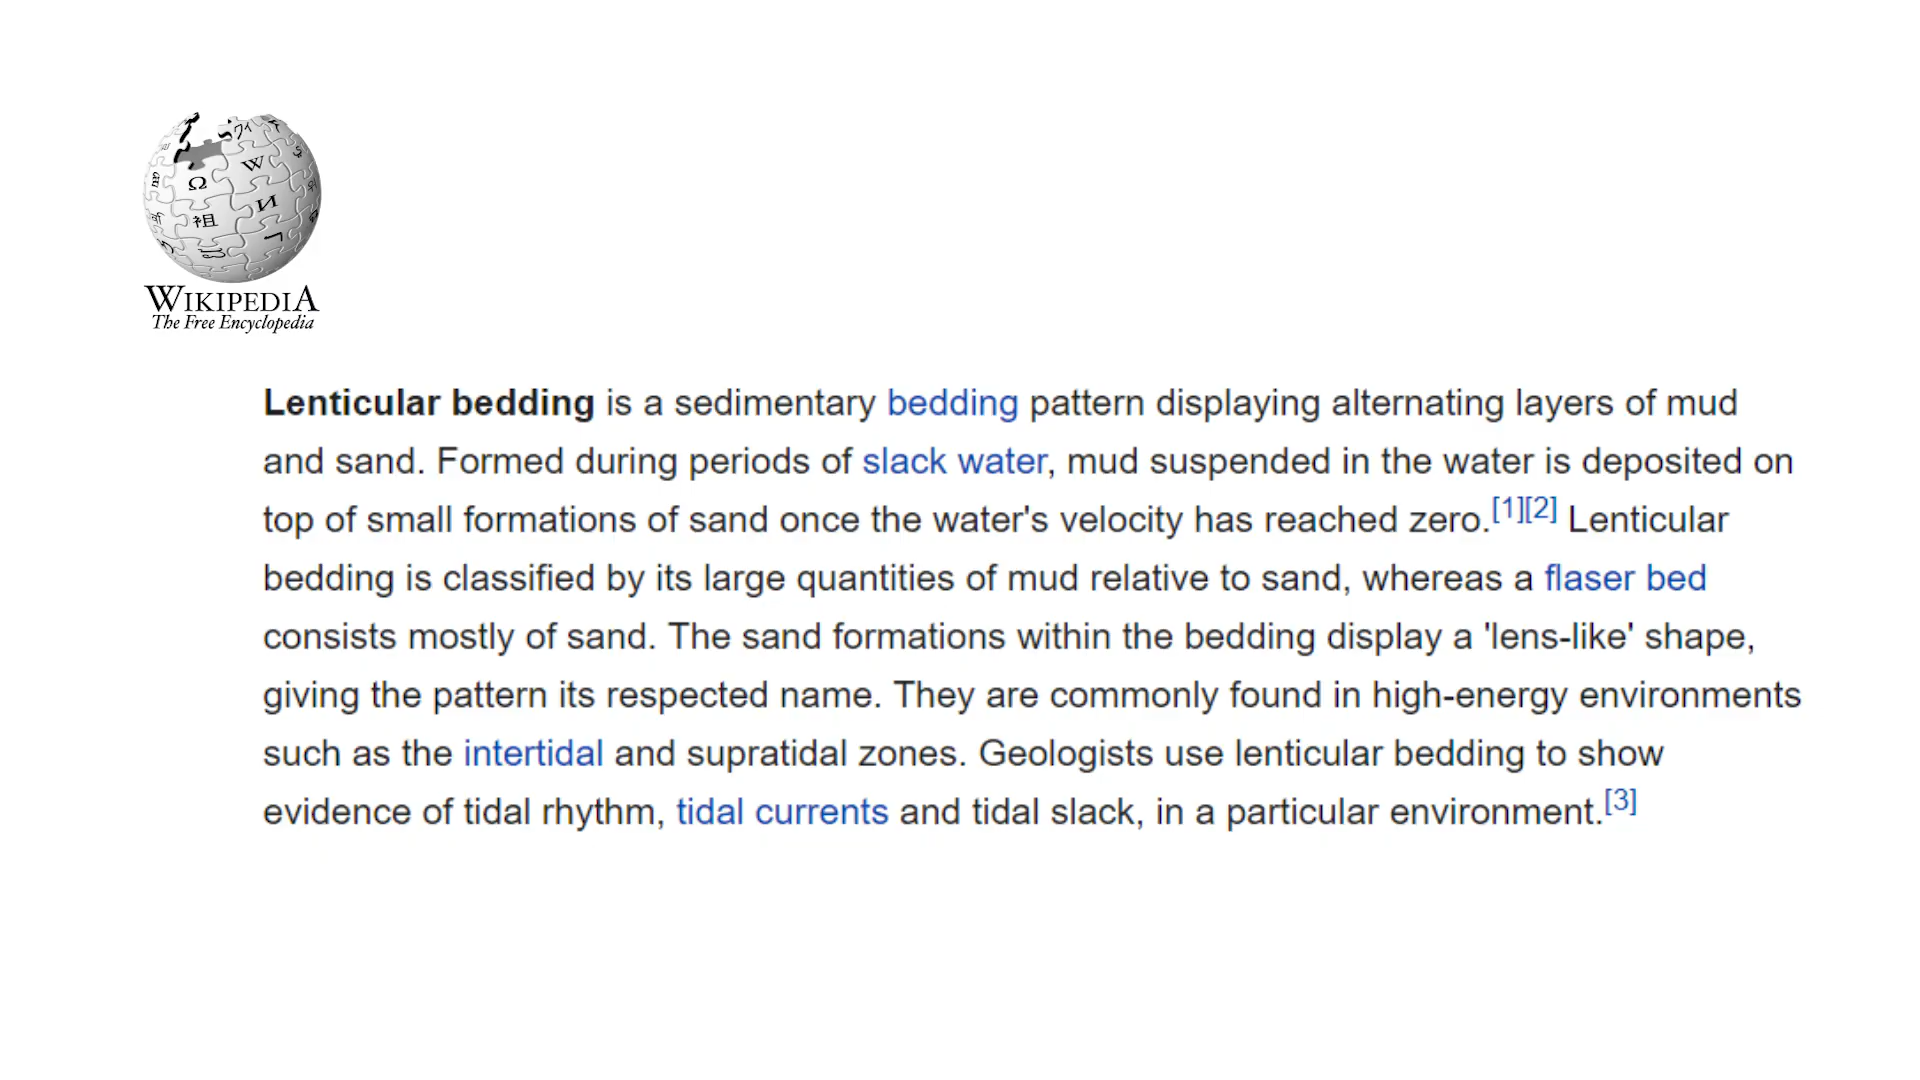 Ω
W
И
祖
WIKIPEDIA
The Free Encyclopedia
Lenticular bedding is a sedimentary bedding pattern displaying alternating layers of mud
and sand. Formed during periods of slack water, mud suspended in the water is deposited on
top of small formations of sand once the water's velocity has reached zero.[1][2] Lenticular
bedding is classified by its large quantities of mud relative to sand, whereas a flaser bed
consists mostly of sand. The sand formations within the bedding display a 'lens-like' shape,
giving the pattern its respected name. They are commonly found in high-energy environments
such as the intertidal and supratidal zones. Geologists use lenticular bedding to show
evidence of tidal rhythm, tidal currents and tidal slack, in a particular environment.[3]